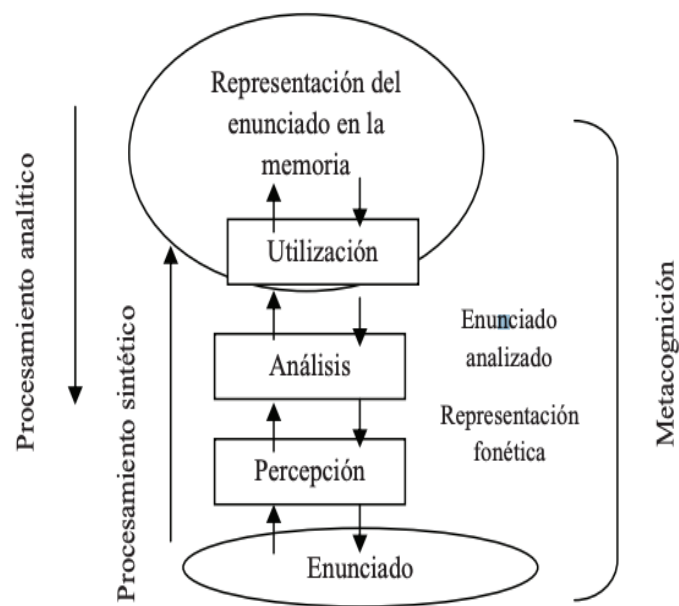 Representación del
enunciado en la
memoria
Utilización
Análisis
Percepción
Enunciado
Enunciado
analizado
Representación
fonética
Procesamiento analítico
Procesamiento sintético
Metacognición